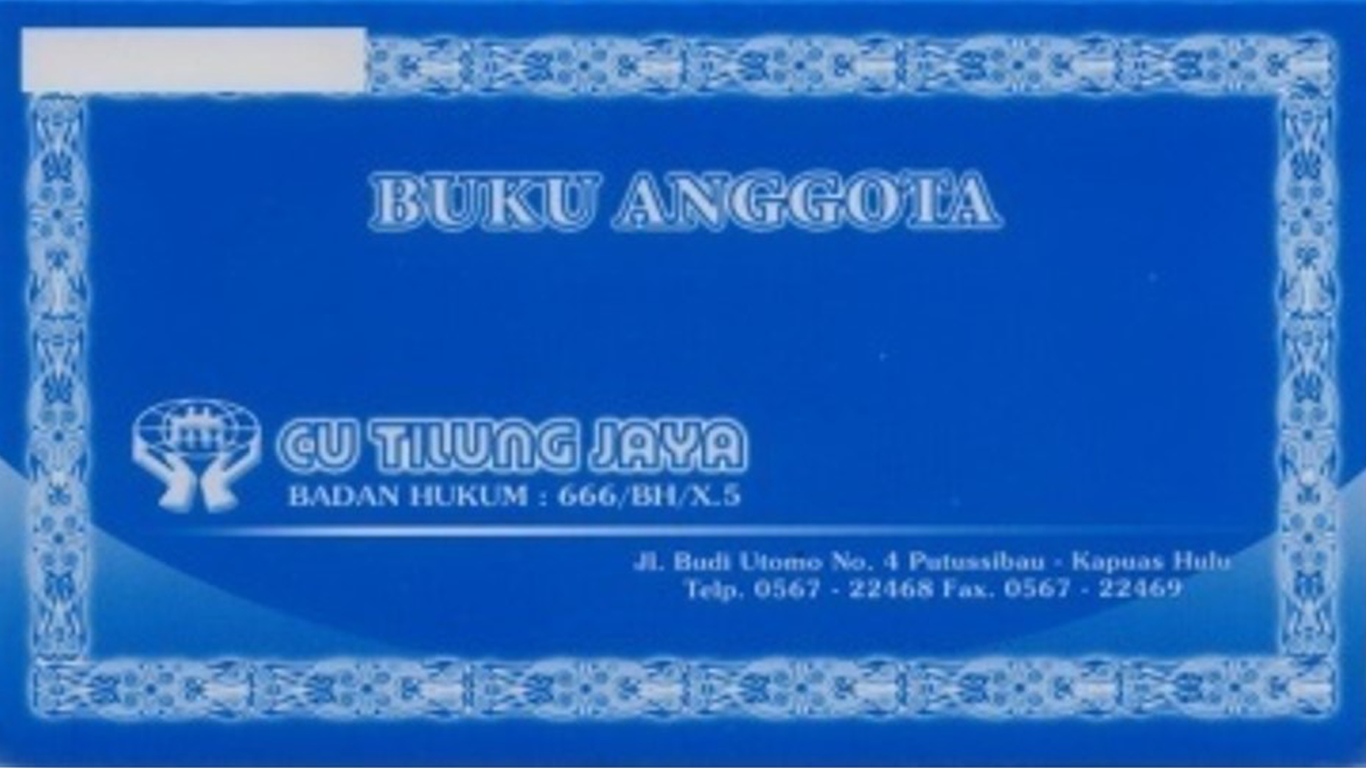 BUKU ANGGOTA
CU TILUNG JAYA
BADAN HUKUM : 666/BH/X.5
Jl. Budi Utomo No. 4 Putussibau - Kapuas Hulu
Telp. 0567 - 22468 Fax. 0567 - 22469